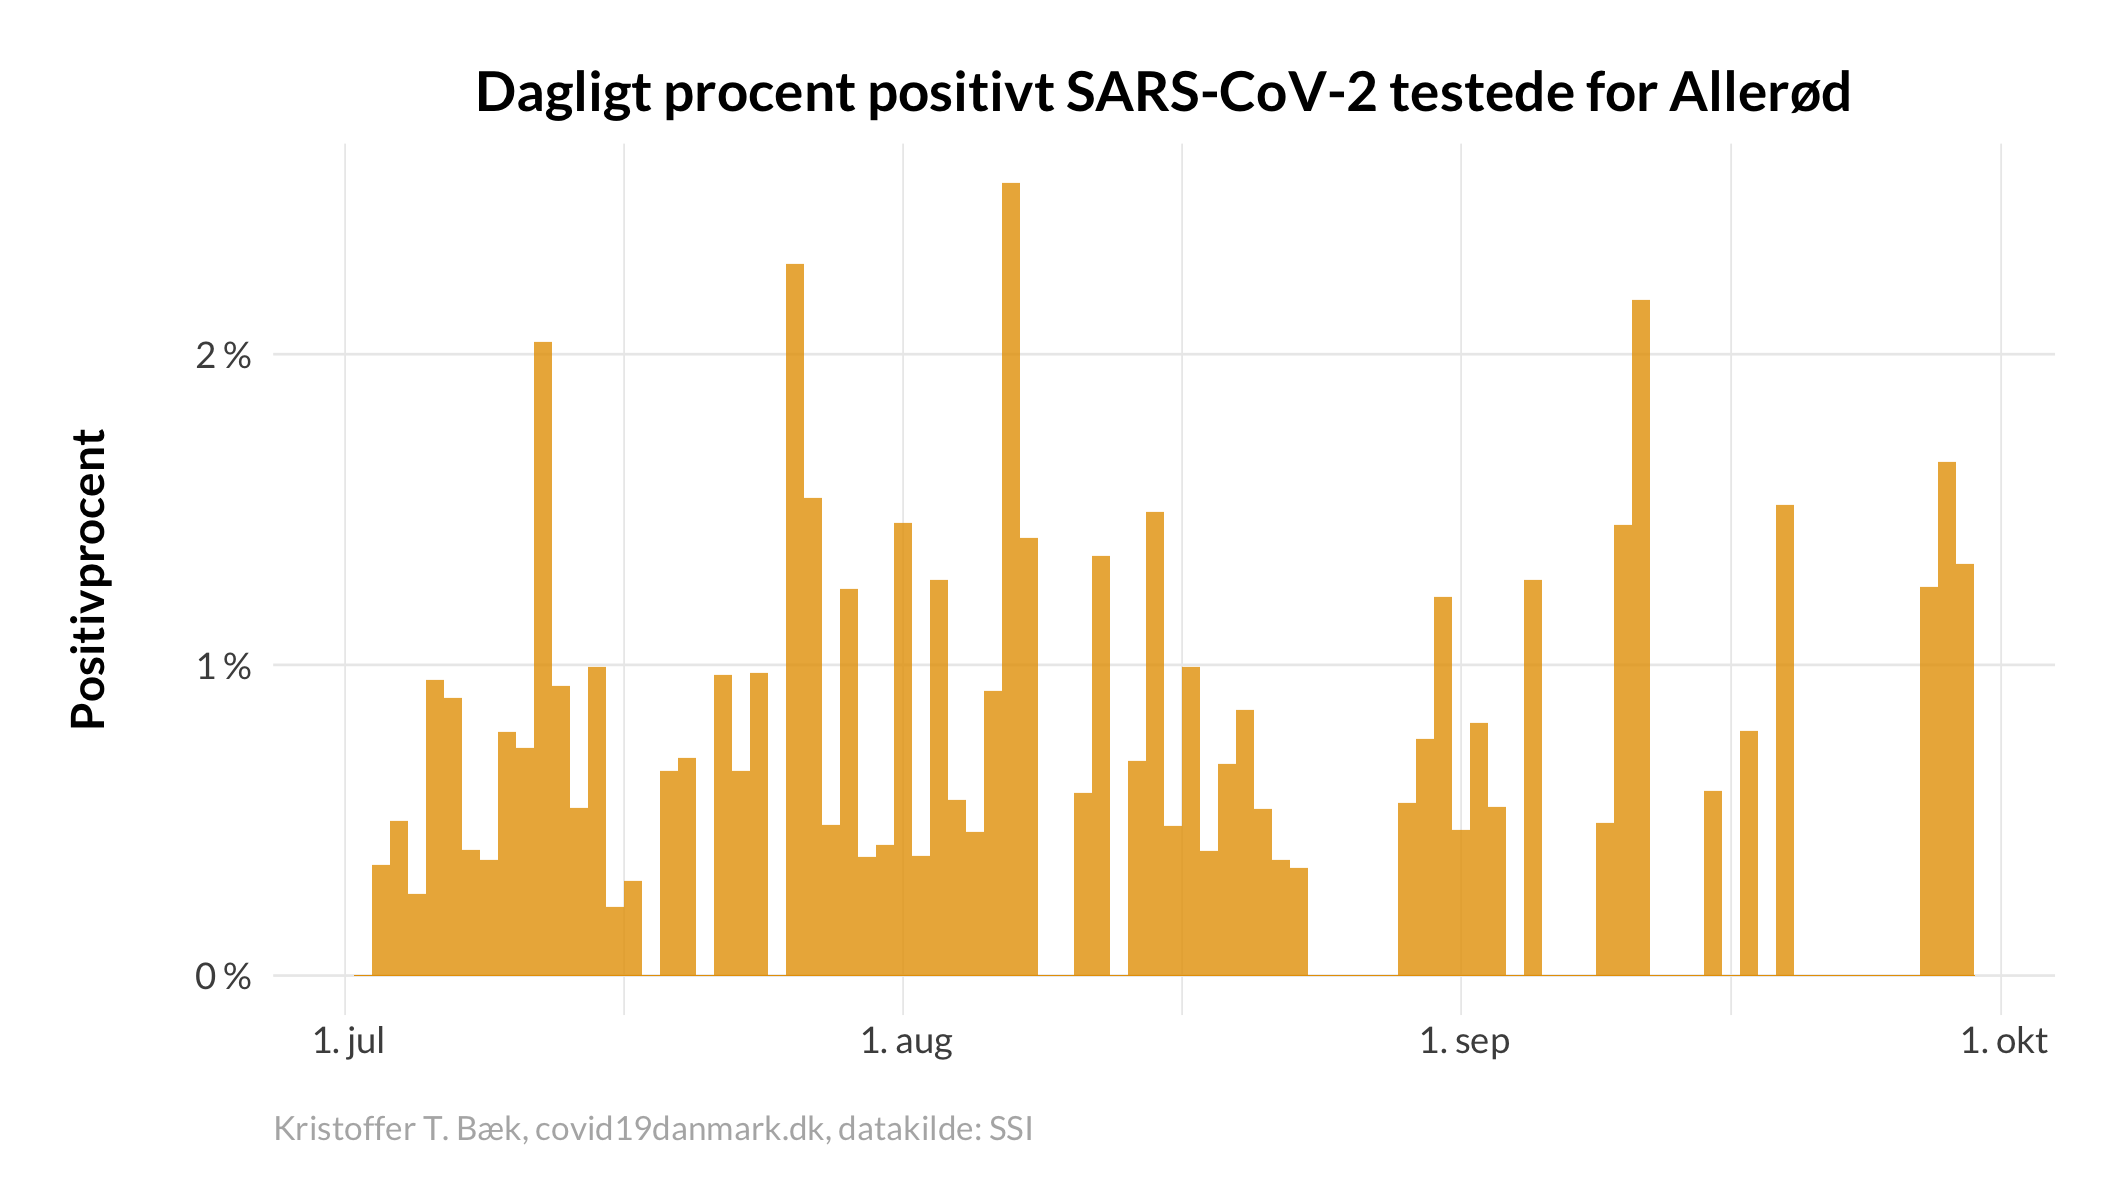 Dagligt procent positivt SARS-CoV-2 testede for Allerød
Positivprocent
2 %
1 %
0 %
1. jul
1. aug
1. sep
1. okt
Kristoffer T. Bæk, covid19danmark.dk, datakilde: SSI